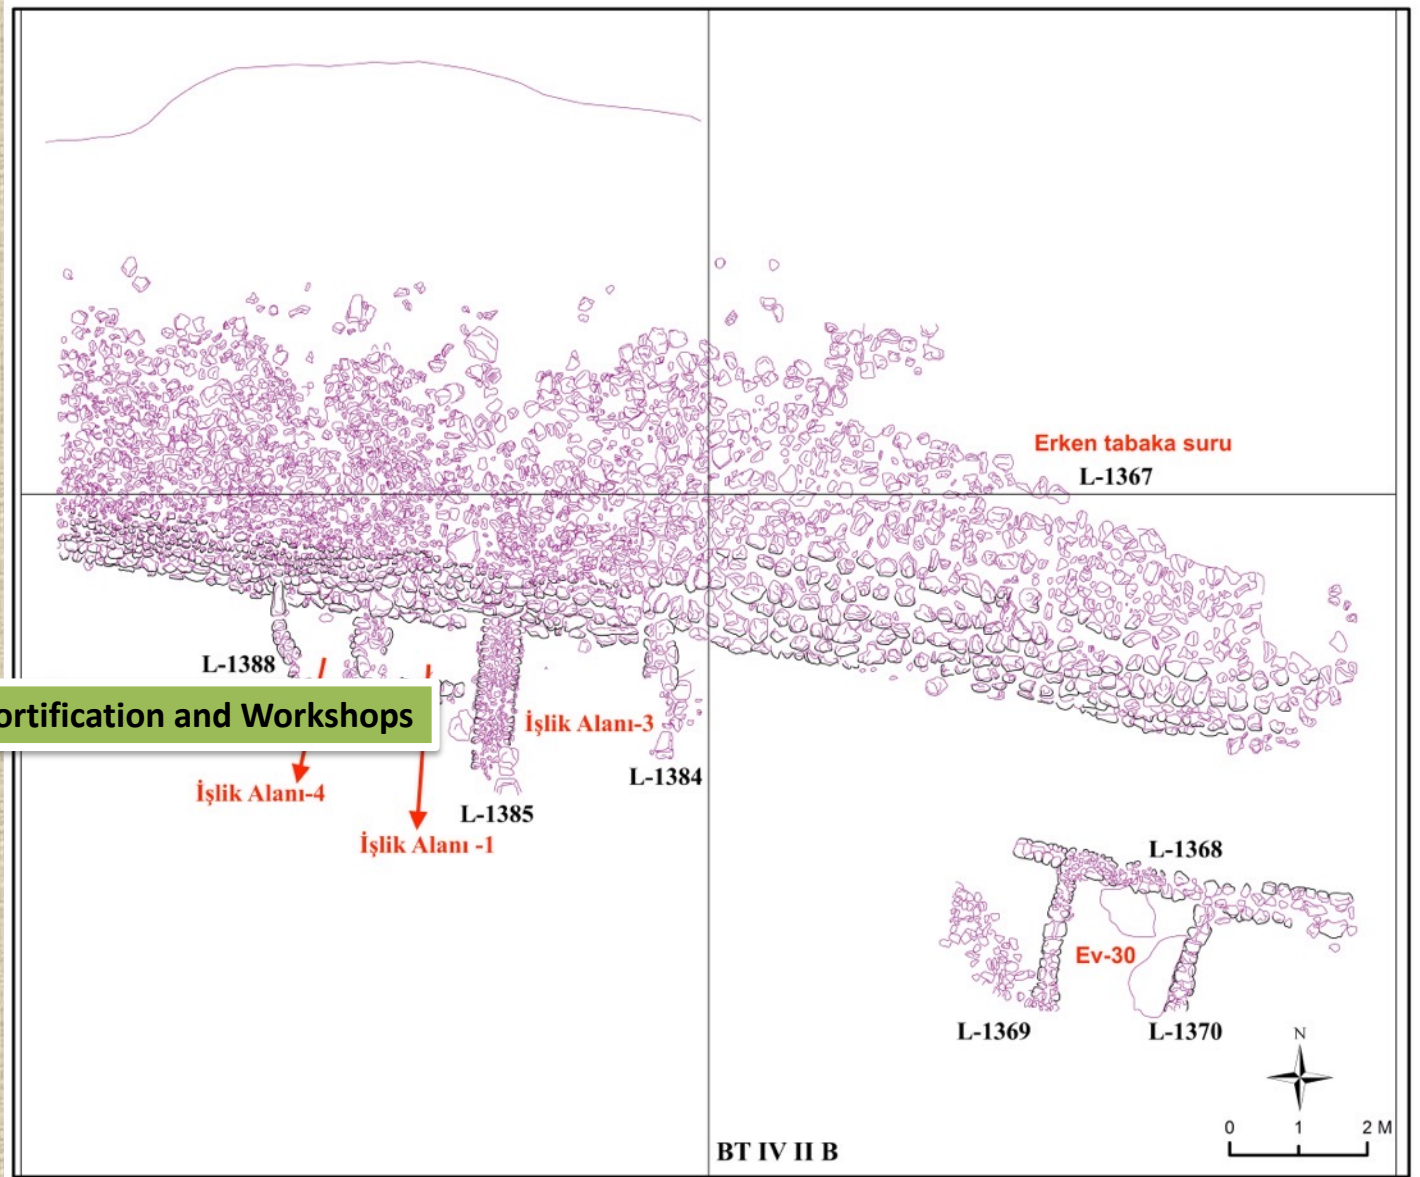 Erken tabaka suru
L-1367
L-1388
ortification and Workshops
İşlik Alanı-3
L-1384
İşlik Alanı-4
L-1385
İşlik Alanı -1
L-1368
Ev-30
L-1369
L-1370
N
0 1 2 M
BT IV II B